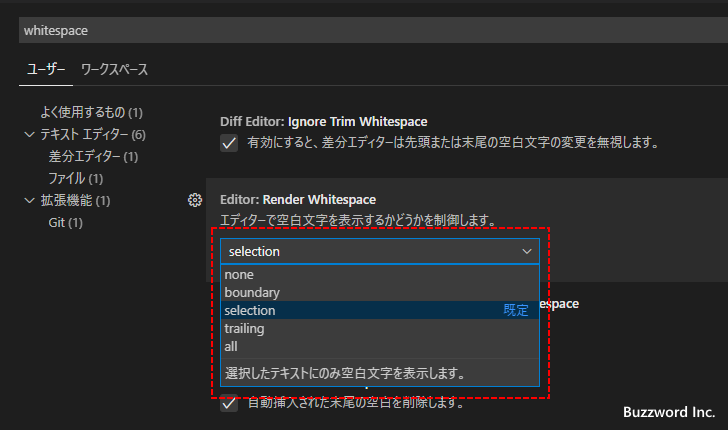 whitespace
ユーザー ワークスペース
よく使用するもの (1)
テキスト エディター (6)
差分エディター (1)
ファイル (1)
拡張機能 (1)
Git (1)
Diff Editor: Ignore Trim Whitespace
有効にすると、差分エディターは先頭または末尾の空白文字の変更を無視します。
Editor: Render Whitespace
エディターで空白文字を表示するかどうかを制御します。
selection
none
boundary
selection 既定
trailing
all
選択したテキストにのみ空白文字を表示します。
space
自動挿入された末尾の空白を削除します。
Buzzword Inc.